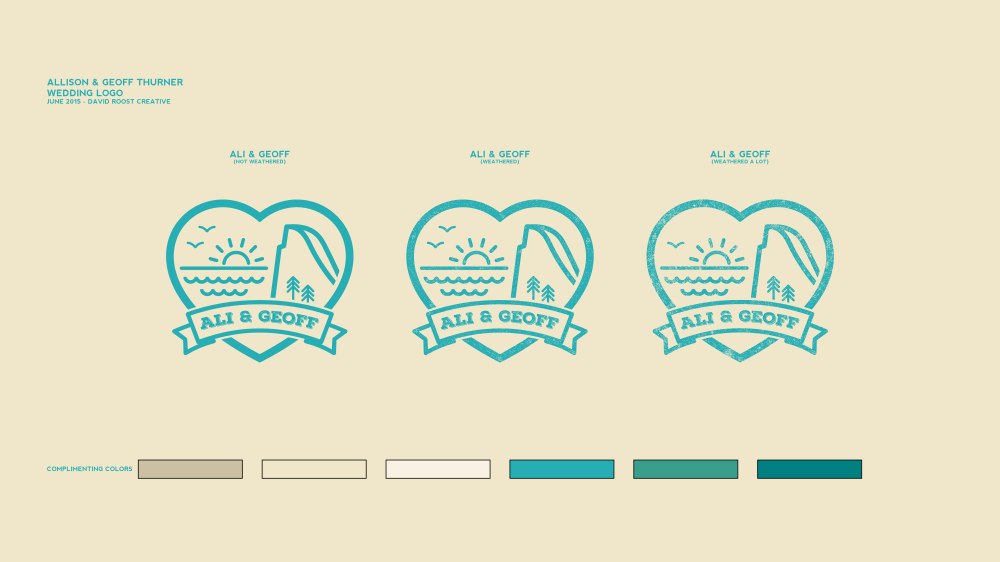 ALLISON & GEOFF THURNER
WEDDING LOGO
JUNE 2015 - DAVID ROOST CREATIVE
ALI & GEOFF
(NOT WEATHERED)
ALI & GEOFF
(WEATHERED)
ALI & GEOFF
(WEATHERED A LOT)
ALI & GEOFF
ALI & GEOFF
ALI & GEOFF
COMPLIMENTING COLORS